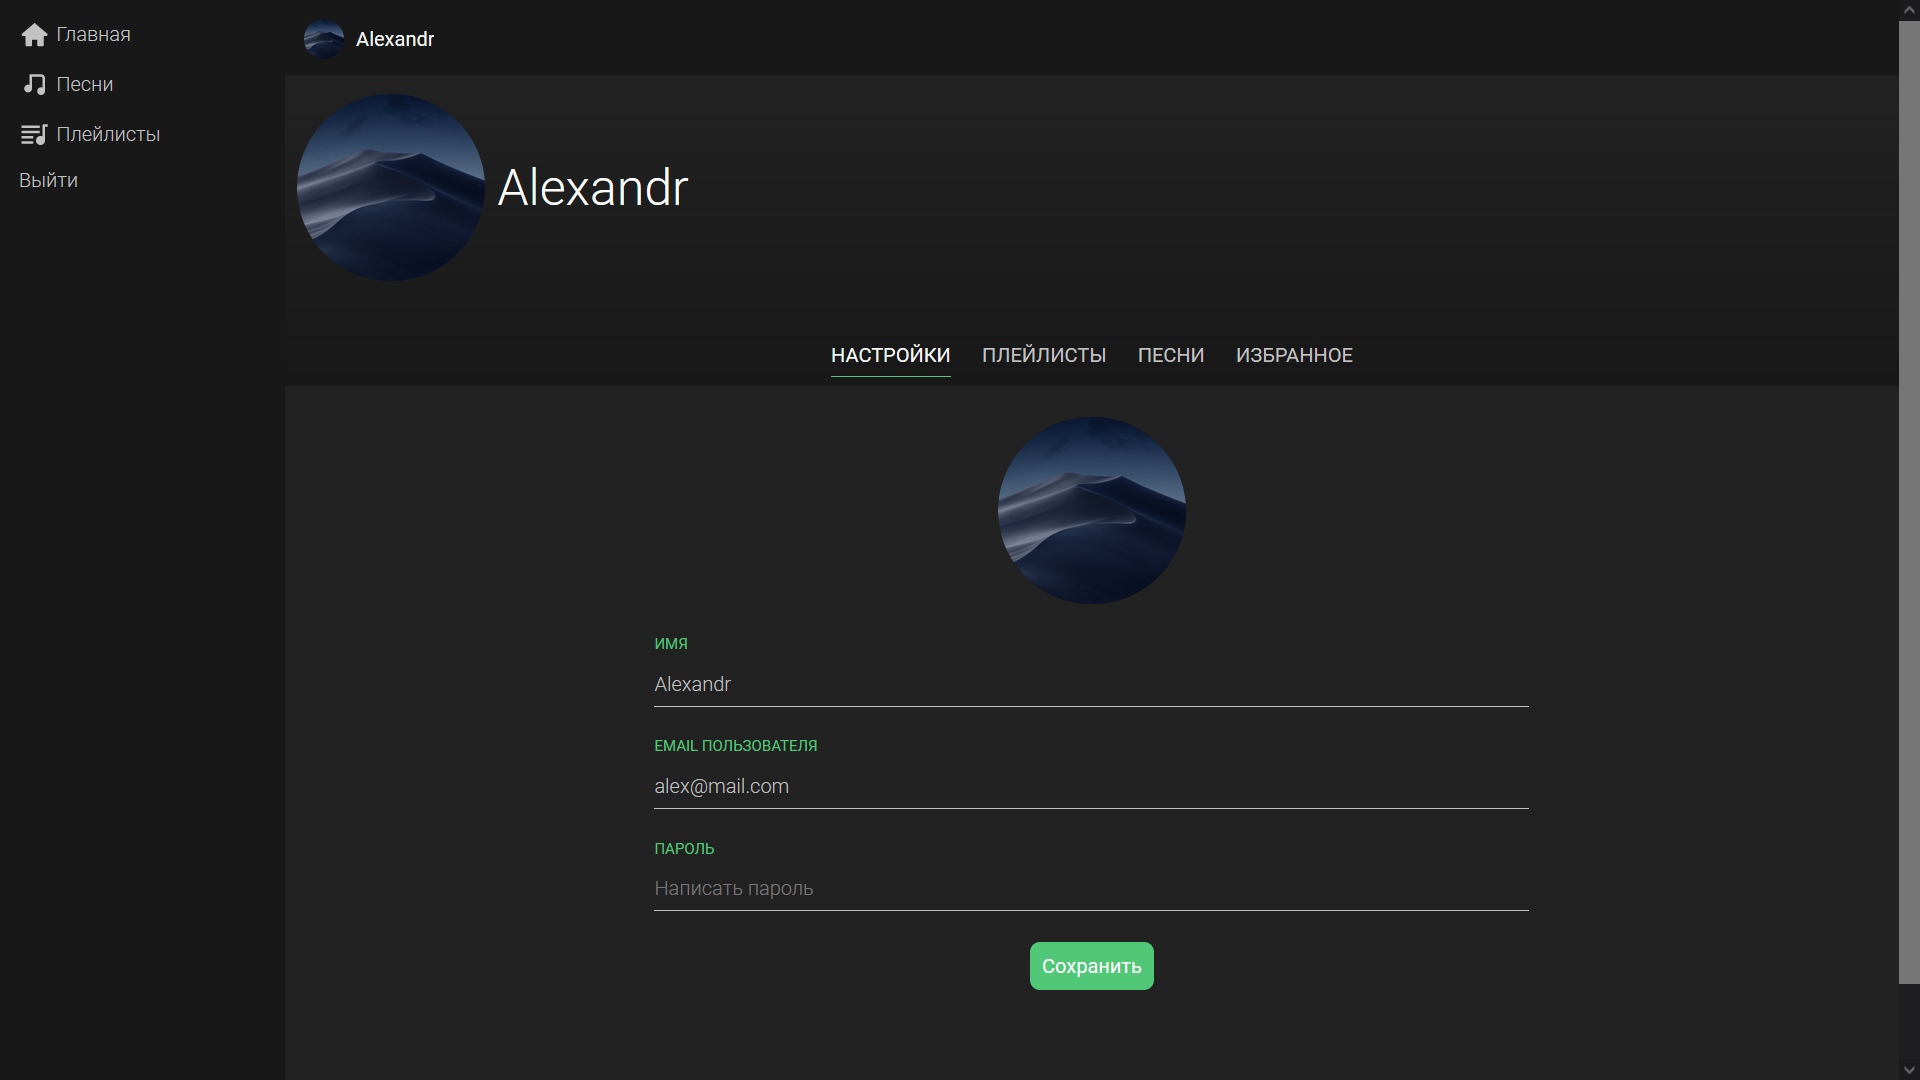 Главная
Песни
Плейлисты
Выйти
Alexandr
Alexandr
НАСТРОЙКИ ПЛЕЙЛИСТЫ ПЕСНИ ИЗБРАННОЕ
ИМЯ
Alexandr
EMAIL ПОЛЬЗОВАТЕЛЯ
alex@mail.com
ПАРОЛЬ
Написать пароль
Сохранить